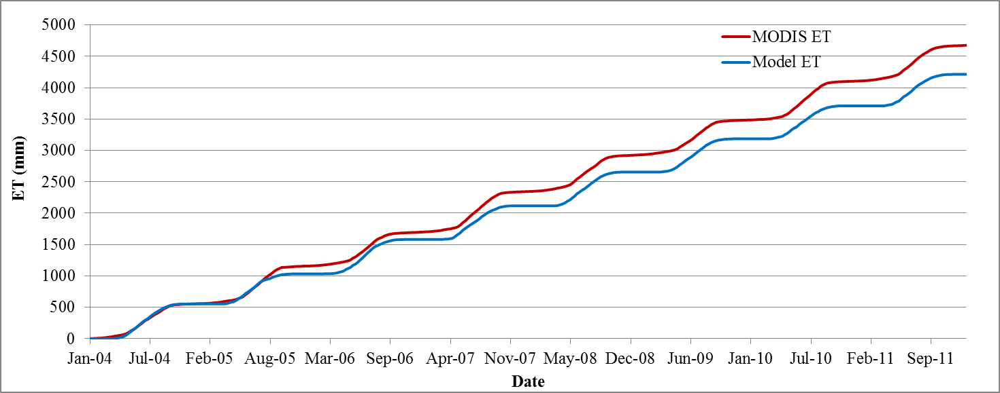 5000
4500
4000
3500
3000
2500
2000
1500
1000
500
0
ET (mm)
MODIS ET
Model ET
Jan-04 Jul-04 Feb-05 Aug-05 Mar-06 Sep-06 Apr-07 Nov-07 May-08 Dec-08 Jun-09 Jan-10 Jul-10 Feb-11 Sep-11
Date